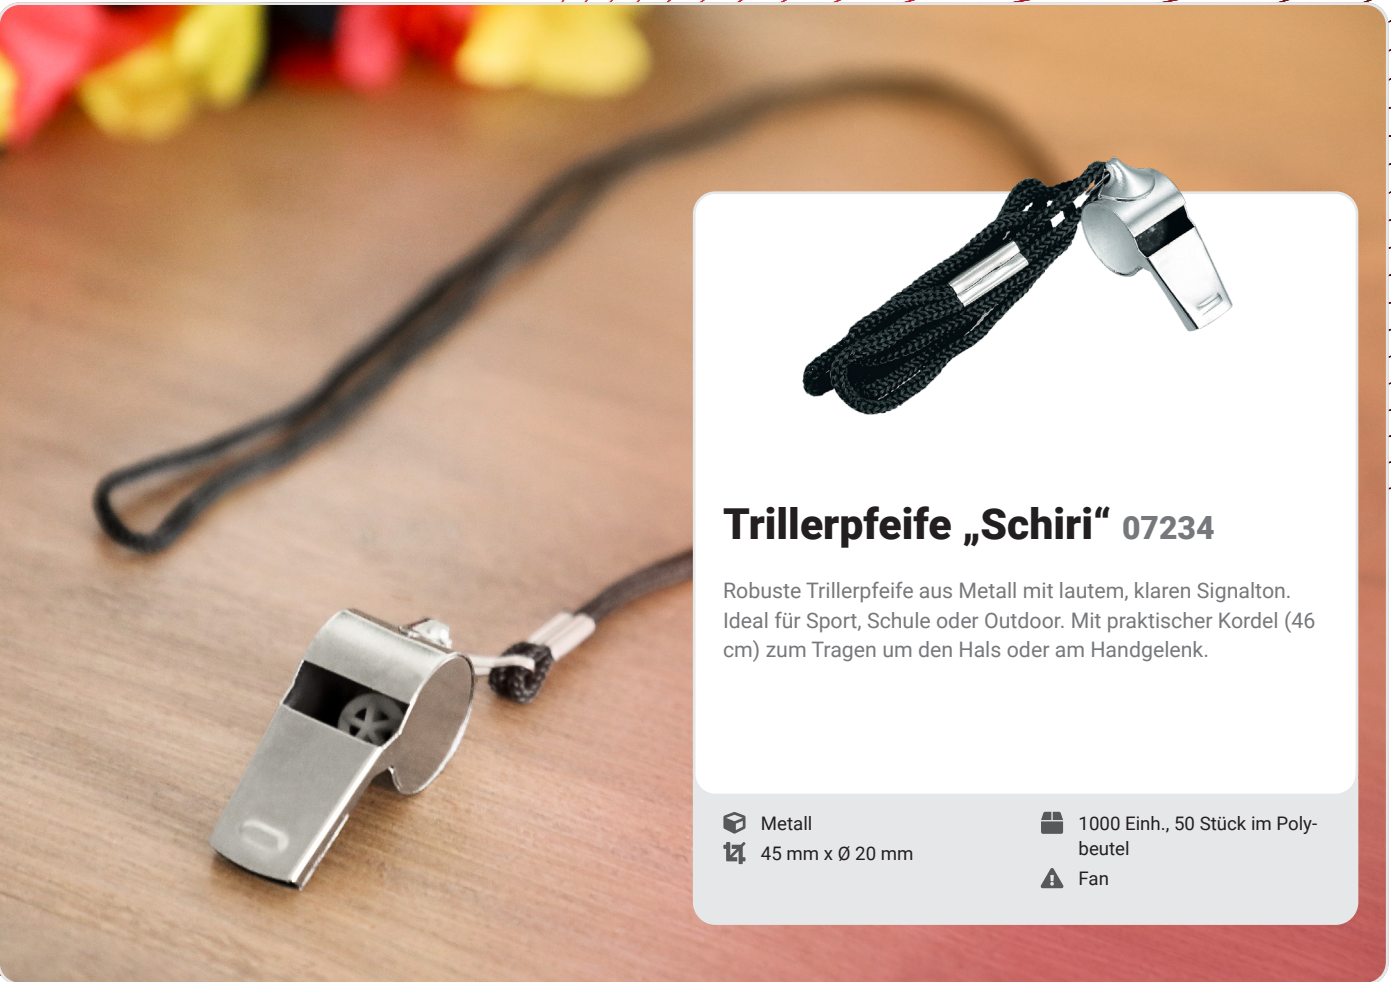 Trillerpfeife „Schiri“ 07234
Robuste Trillerpfeife aus Metall mit lautem, klaren Signalton.
Ideal für Sport, Schule oder Outdoor. Mit praktischer Kordel (46
cm) zum Tragen um den Hals oder am Handgelenk.
Metall
45 mm x Ø 20 mm
1000 Einh., 50 Stück im Poly-
beutel
Fan